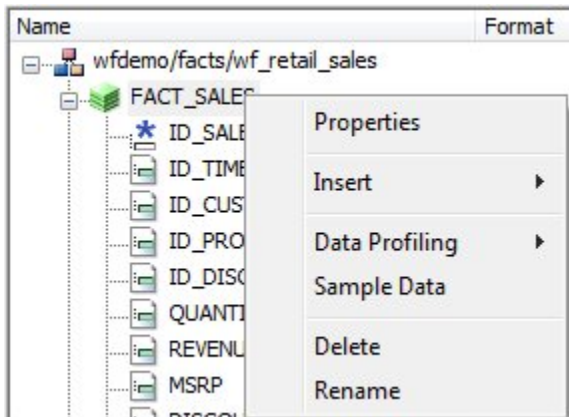 Name Format
wfdemo/facts/wf_retail_sales
FACT_SALES
Properties
ID_SALE
ID_TIME
Insert
ID_CUS
ID_PRO
Data Profiling
ID_DISC
Sample Data
QUANTI
REVENU
Delete
MSRP
Rename